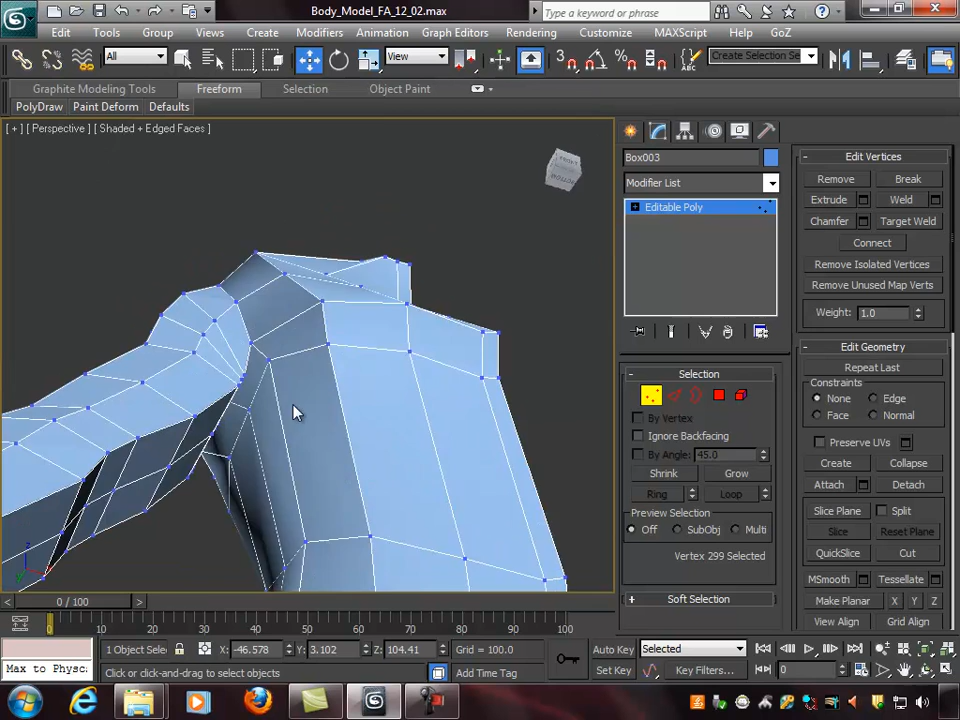 Body_Model_FA_12_02.max
Type a keyword or phrase
Edit Tools Group Views Create Modifiers Animation Graph Editors Rendering Customize MAXScript Help GoZ
All View Create Selection Se
Graphite Modeling Tools Freeform Selection Object Paint
PolyDraw Paint Deform Defaults
[ + ] [ Perspective ] [ Shaded + Edged Faces ]
Box003
Modifier List
Editable Poly
Selection
By Vertex
Ignore Backfacing
By Angle: 45.0
Shrink Grow
Ring Loop
Preview Selection
Off SubObj Multi
Vertex 299 Selected
Soft Selection
Edit Vertices
Remove Break
Extrude Weld
Chamfer Target Weld
Connect
Remove Isolated Vertices
Remove Unused Map Verts
Weight: 1.0
Edit Geometry
Repeat Last
Constraints
None Edge
Face Normal
Preserve UVs
Create Collapse
Attach Detach
Slice Plane Split
Slice Reset Plane
QuickSlice Cut
MSmooth Tessellate
Make Planar X Y Z
View Align Grid Align
0 / 100
0 10 20 30 40 50 60 70 80 90 100
1 Object Selec X: -46.578 Y: 3.102 Z: 104.41 Grid = 100.0 Auto Key Selected
Max to Physc Click or click-and-drag to select objects Add Time Tag Set Key Key Filters... 0